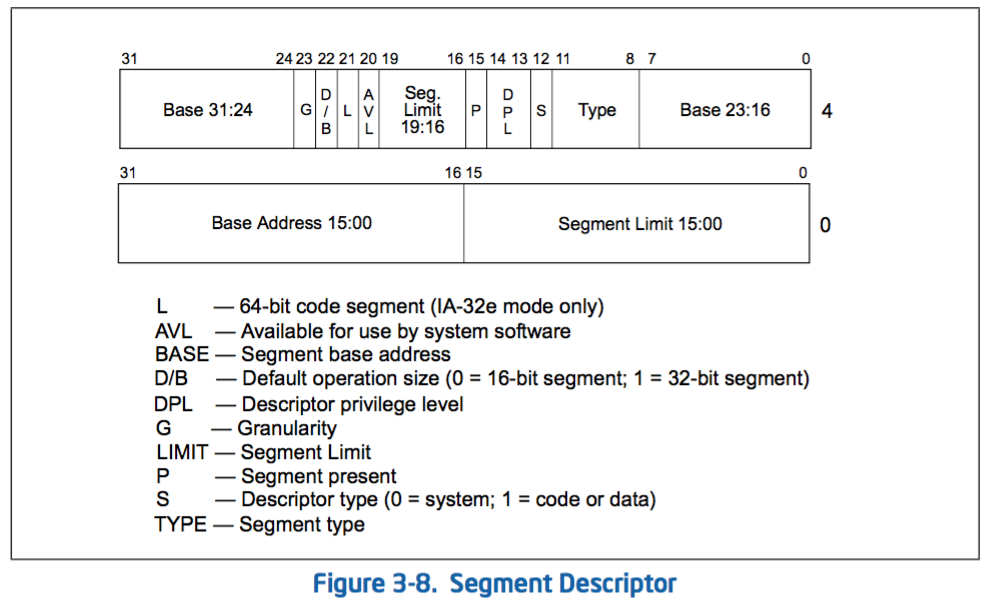 31 24 23 22 21 20 19 16 15 14 13 12 11 8 7 0
Base 31:24 G D/B L AVL Seg. Limit 19:16 P DPL S Type Base 23:16 4
31 16 15 0
Base Address 15:00 Segment Limit 15:00 0
L — 64-bit code segment (IA-32e mode only)
AVL — Available for use by system software
BASE — Segment base address
D/B — Default operation size (0 = 16-bit segment; 1 = 32-bit segment)
DPL — Descriptor privilege level
G — Granularity
LIMIT — Segment Limit
P — Segment present
S — Descriptor type (0 = system; 1 = code or data)
TYPE — Segment type
Figure 3-8. Segment Descriptor